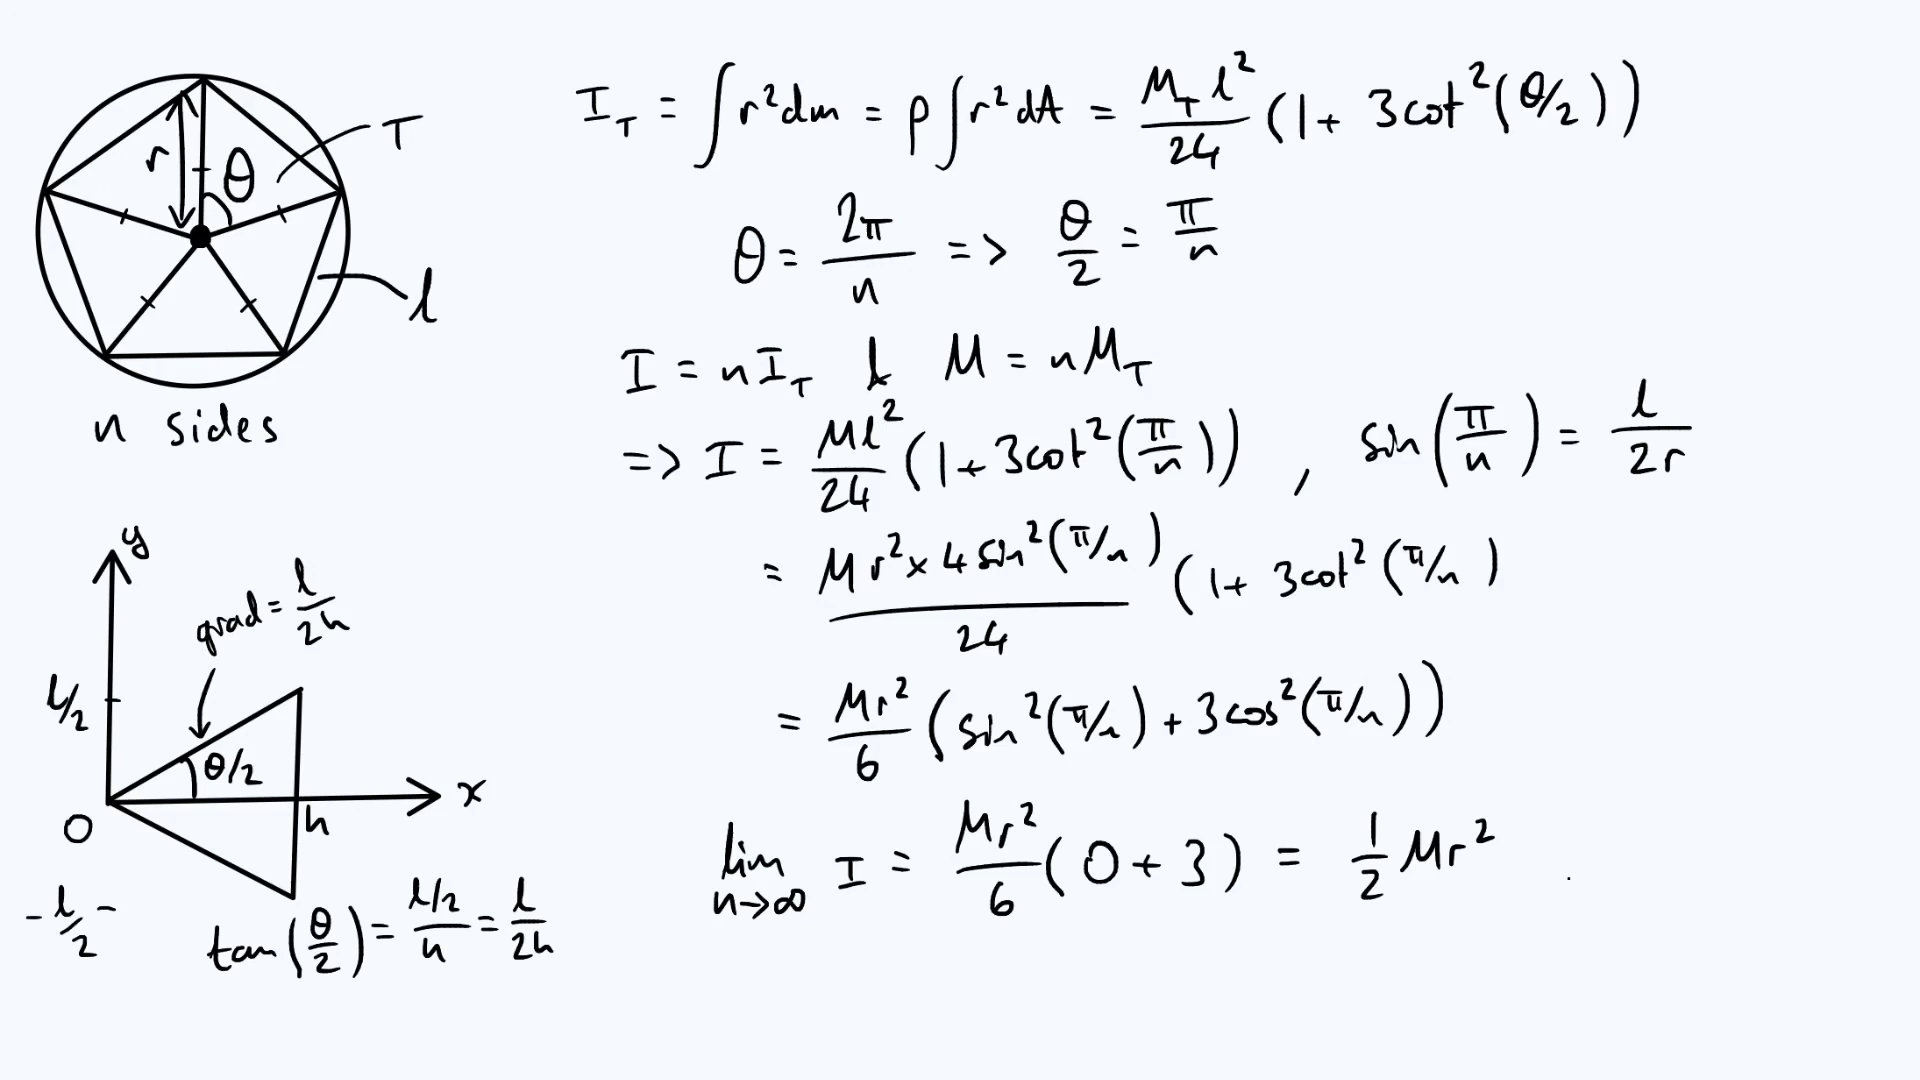 r θ T
l
n sides
y
grad = l/2h
l/2
θ/2
x
O
h
-l/2 -
tan(θ/2) = (l/2)/h = l/2h
I_T = ∫r²dm = ρ∫r²dA = M_T l²/24 (1 + 3cot²(θ/2))
θ = 2π/n => θ/2 = π/n
I = nI_T & M = nM_T
=> I = Ml²/24 (1 + 3cot²(π/n)) , sin(π/n) = l/2r
= Mr² × 4sin²(π/n)/24 (1 + 3cot²(π/n)
= Mr²/6 (sin²(π/n) + 3cos²(π/n))
lim n→∞ I = Mr²/6 (0 + 3) = 1/2 Mr²